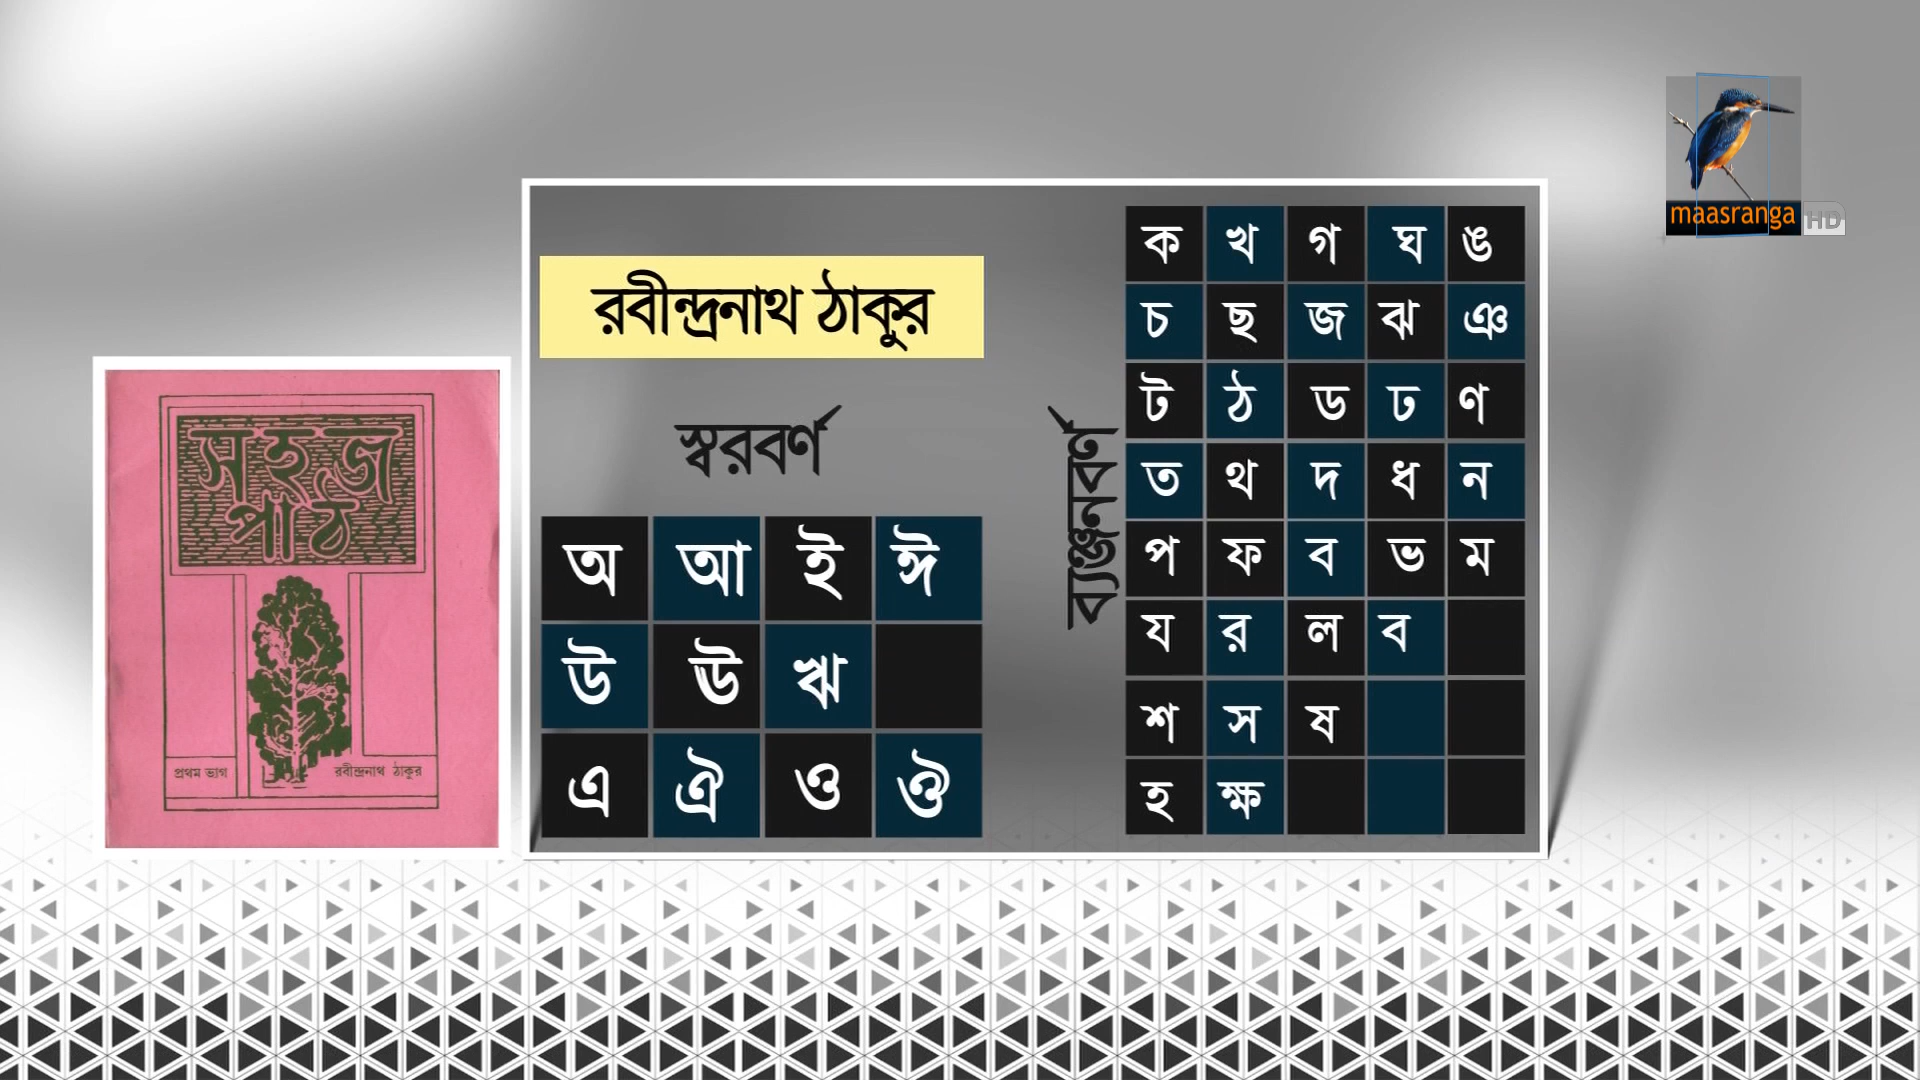 maasranga HD
রবীন্দ্রনাথ ঠাকুর
সহজ
পাঠ
প্রথম ভাগ
রবীন্দ্রনাথ ঠাকুর
স্বরবর্ণ
অ আ ই ঈ
উ ঊ ঋ
এ ঐ ও ঔ
ব্যঞ্জনবর্ণ
ক খ গ ঘ ঙ
চ ছ জ ঝ ঞ
ট ঠ ড ঢ ণ
ত থ দ ধ ন
প ফ ব ভ ম
য র ল ব
শ স ষ
হ ক্ষ